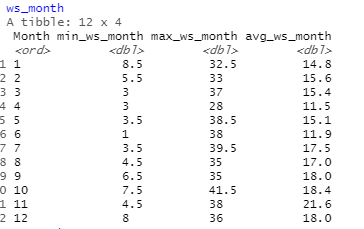 ws_month
A tibble: 12 x 4
Month min_ws_month max_ws_month avg_ws_month
<ord> <dbl> <dbl> <dbl>
1 1 8.5 32.5 14.8
2 2 5.5 33 15.6
3 3 3 37 15.4
4 4 3 28 11.5
5 5 3.5 38.5 15.1
6 6 1 38 11.9
7 7 3.5 39.5 17.5
8 8 4.5 35 17.0
9 9 6.5 35 18.0
0 10 7.5 41.5 18.4
1 11 4.5 38 21.6
2 12 8 36 18.0